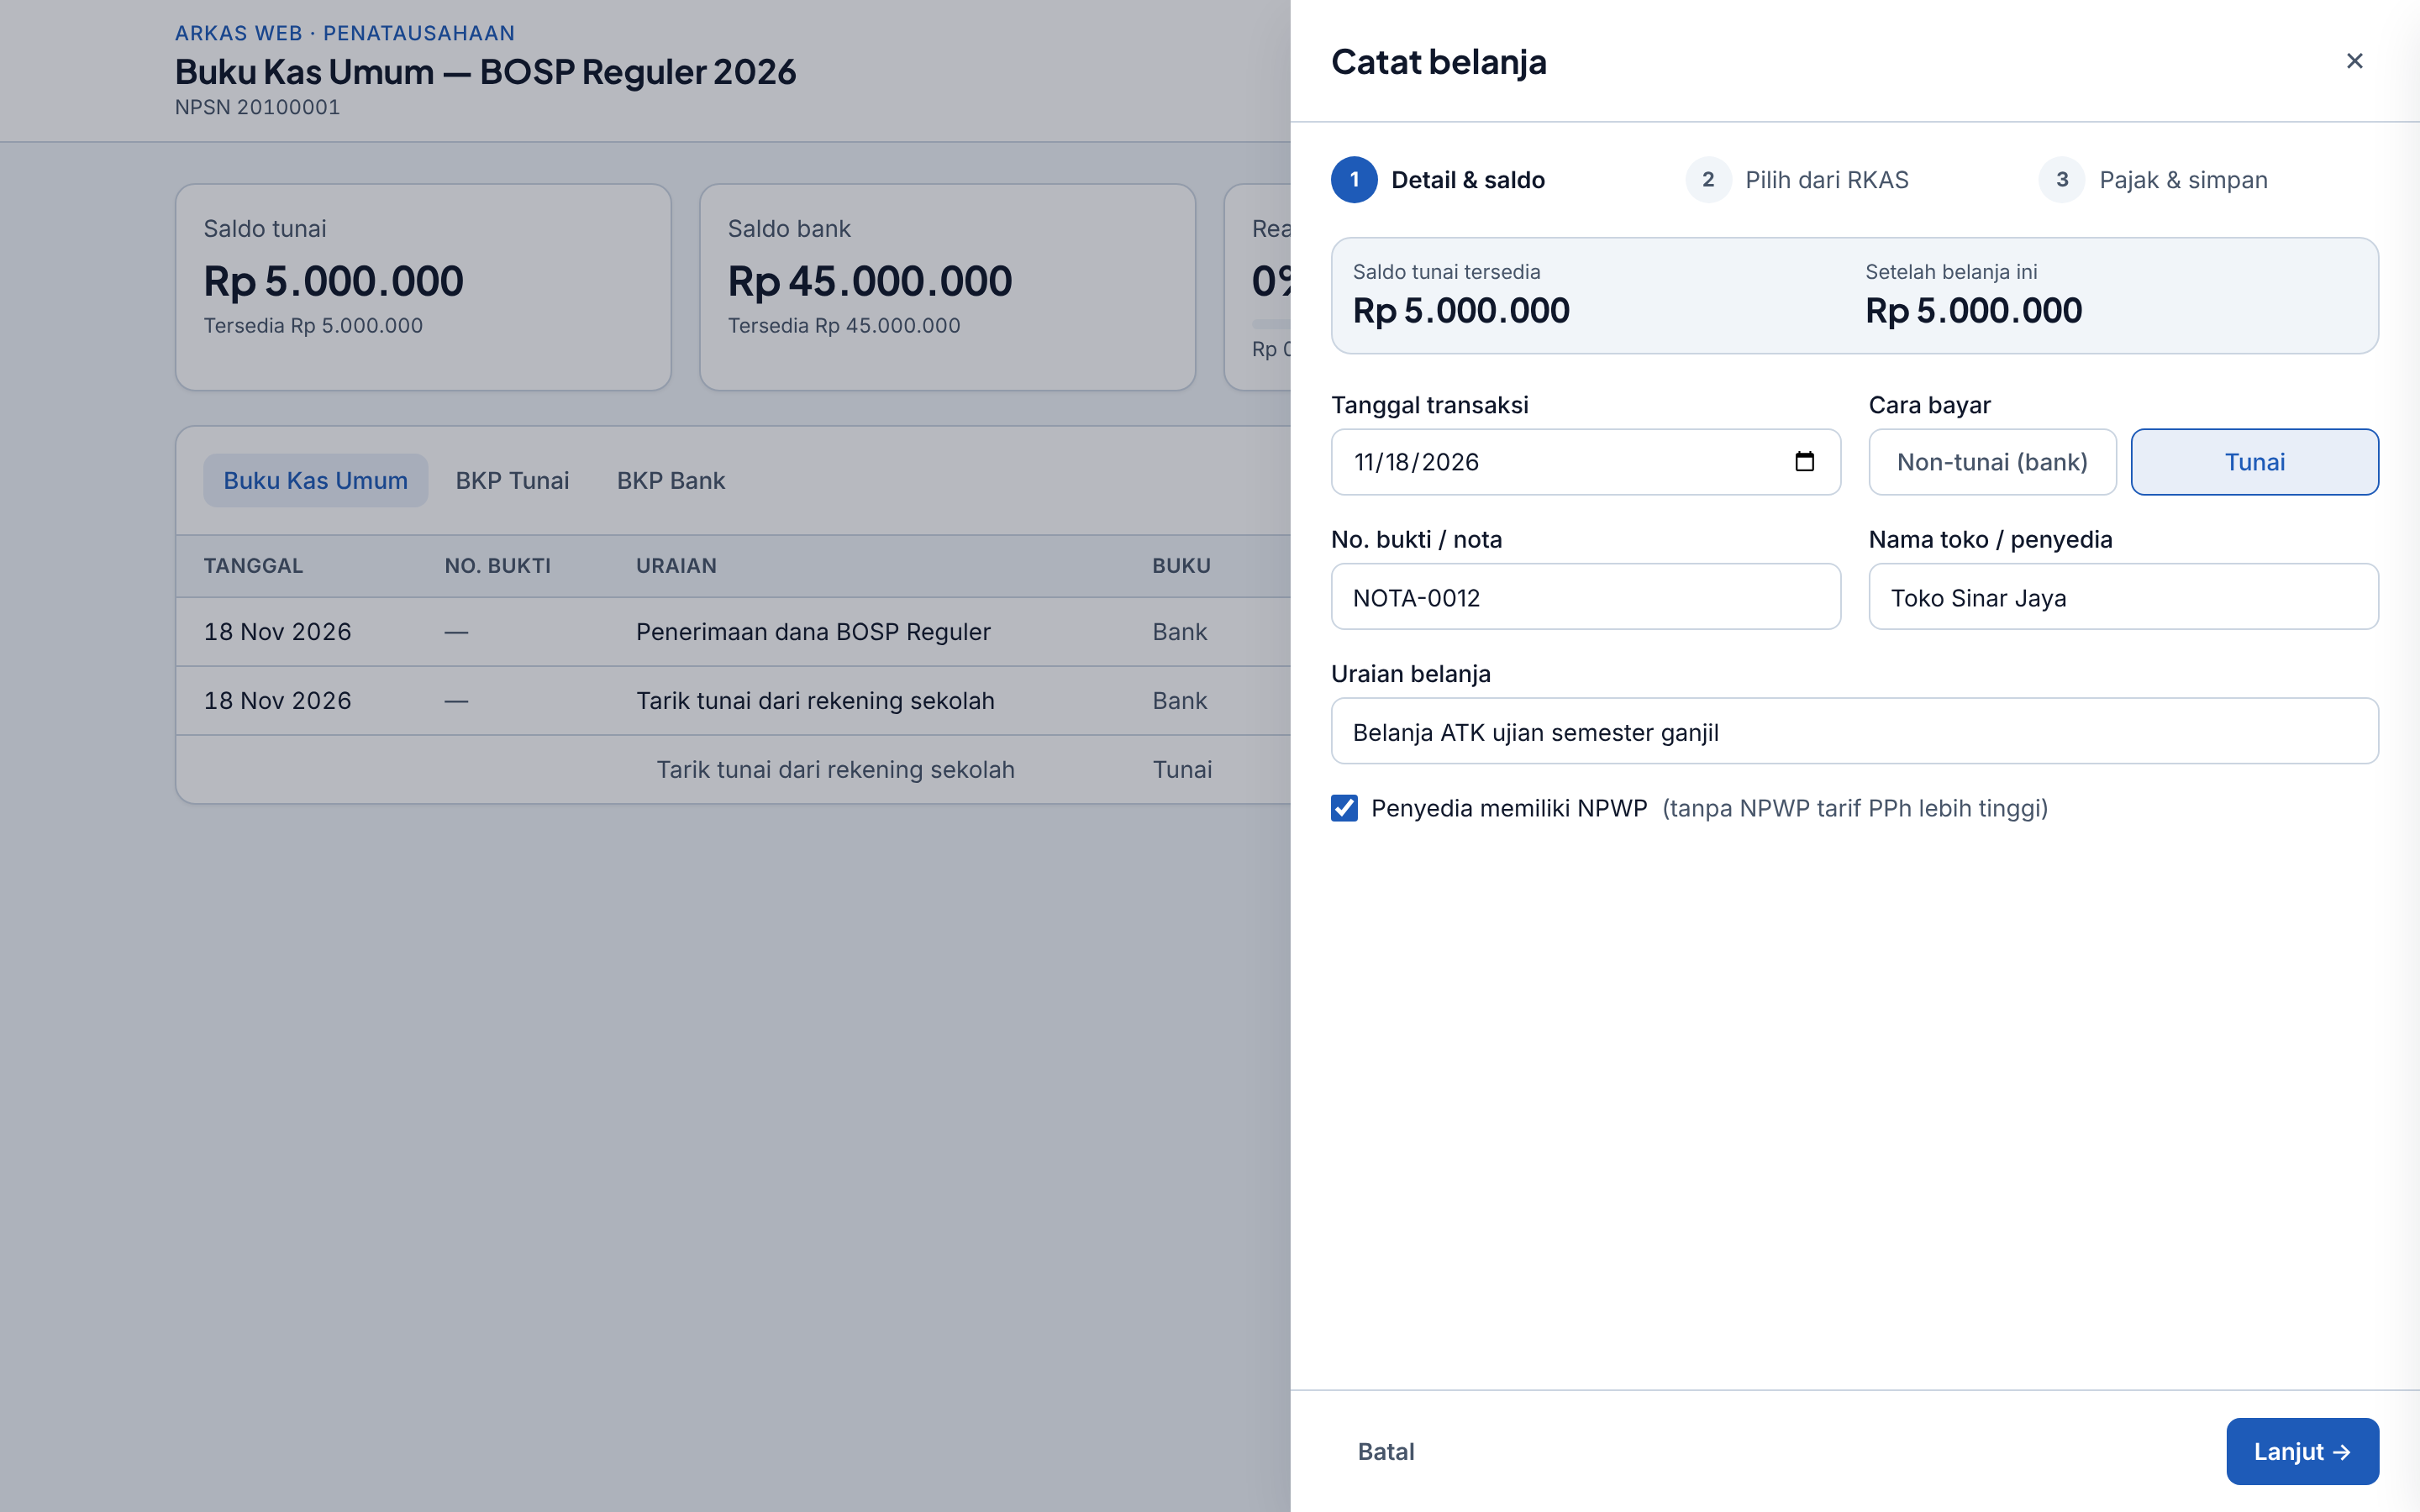 ARKAS WEB · PENATAUSAHAAN
Buku Kas Umum — BOSP Reguler 2026
NPSN 20100001
Saldo tunai
Rp 5.000.000
Tersedia Rp 5.000.000
Saldo bank
Rp 45.000.000
Tersedia Rp 45.000.000
Buku Kas Umum BKP Tunai BKP Bank
TANGGAL NO. BUKTI URAIAN BUKU
18 Nov 2026 — Penerimaan dana BOSP Reguler Bank
18 Nov 2026 — Tarik tunai dari rekening sekolah Bank
Tarik tunai dari rekening sekolah Tunai
Catat belanja ×
1 Detail & saldo 2 Pilih dari RKAS 3 Pajak & simpan
Saldo tunai tersedia Setelah belanja ini
Rp 5.000.000 Rp 5.000.000
Tanggal transaksi Cara bayar
11/18/2026 Non-tunai (bank) Tunai
No. bukti / nota Nama toko / penyedia
NOTA-0012 Toko Sinar Jaya
Uraian belanja
Belanja ATK ujian semester ganjil
Penyedia memiliki NPWP (tanpa NPWP tarif PPh lebih tinggi)
Batal Lanjut →